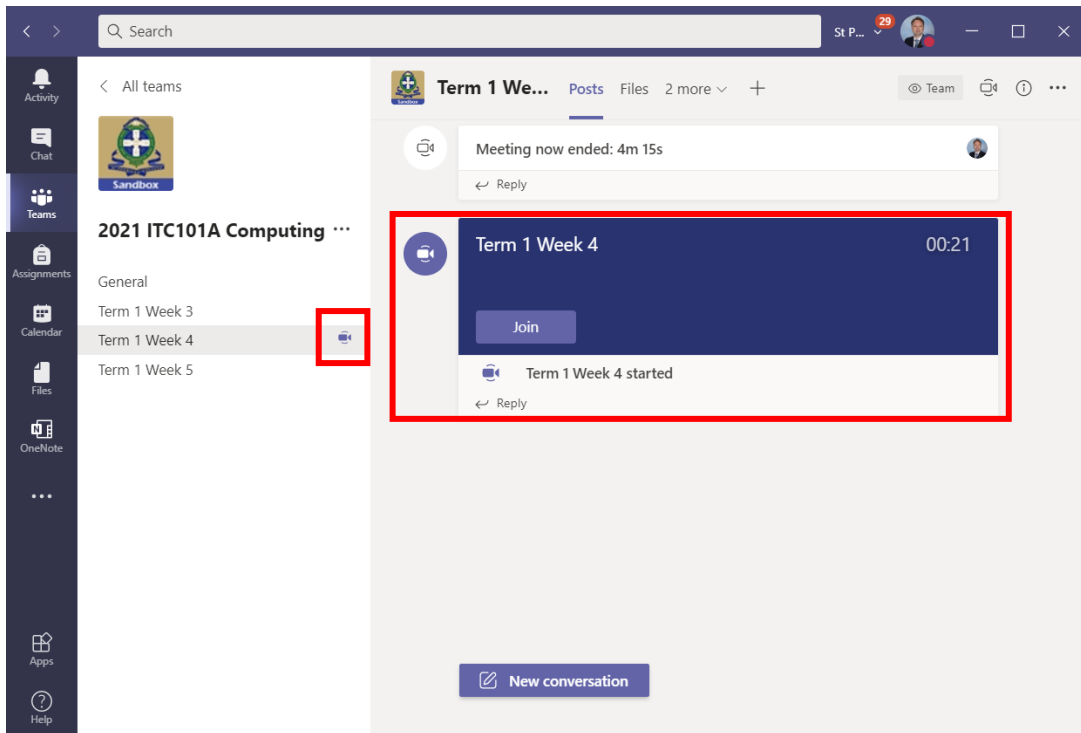 Search
St P...
29
Activity
Chat
Teams
Assignments
Calendar
Files
OneNote
Apps
Help
All teams
Sandbox
2021 ITC101A Computing ...
General
Term 1 Week 3
Term 1 Week 4
Term 1 Week 5
Sandbox
Term 1 We... Posts Files 2 more
Team
Meeting now ended: 4m 15s
Reply
Term 1 Week 4 00:21
Join
Term 1 Week 4 started
Reply
New conversation